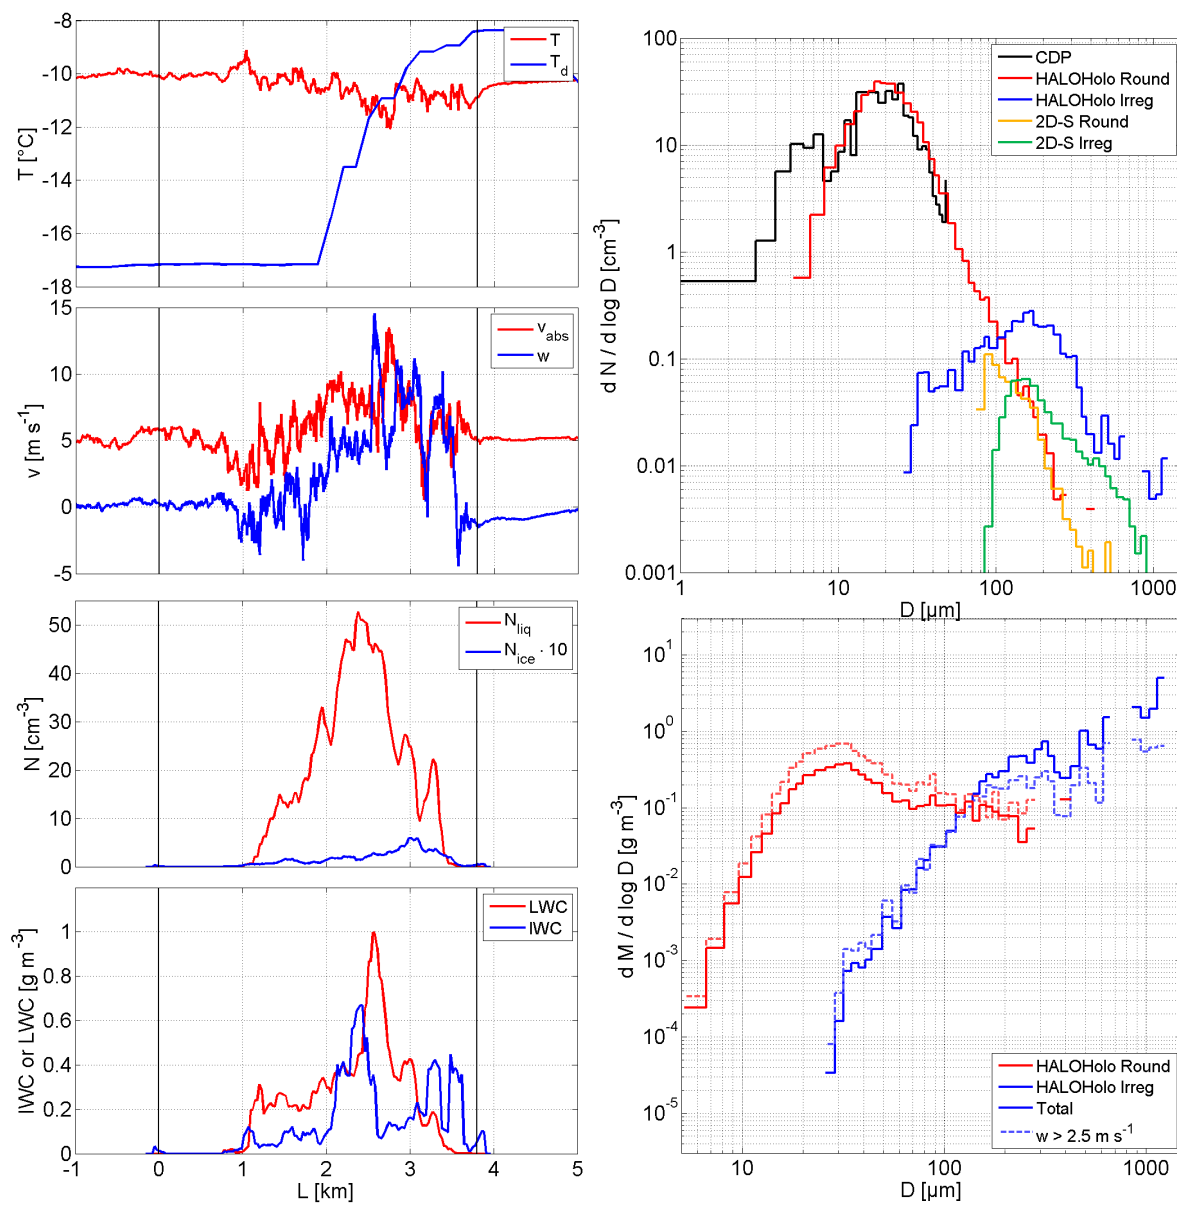 -8
-10
-12
-14
-16
-18
T [°C]
T
T_d
15
10
5
0
-5
v [m s⁻¹]
v_abs
w
50
40
30
20
10
0
N [cm⁻³]
N_liq
N_ice · 10
1
0.8
0.6
0.4
0.2
0
IWC or LWC [g m⁻³]
LWC
IWC
-1 0 1 2 3 4 5
L [km]
100
10
1
0.1
0.01
0.001
d N / d log D [cm⁻³]
CDP
HALOHolo Round
HALOHolo Irreg
2D-S Round
2D-S Irreg
1 10 100 1000
D [µm]
10¹
10⁰
10⁻¹
10⁻²
10⁻³
10⁻⁴
10⁻⁵
d M / d log D [g m⁻³]
HALOHolo Round
HALOHolo Irreg
Total
w > 2.5 m s⁻¹
10 100 1000
D [µm]